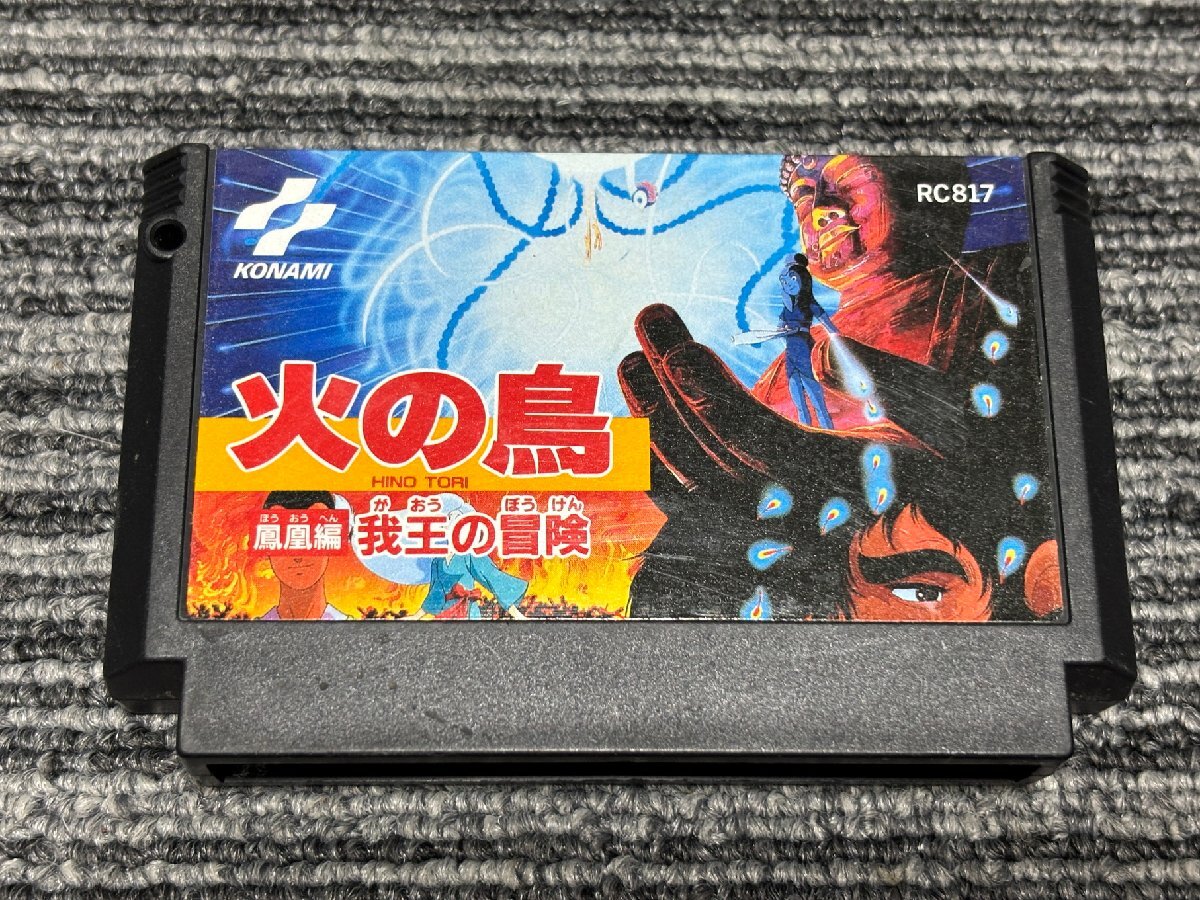 KONAMI
RC817
火の鳥
HINO TORI
ほう おう へん
鳳凰編
が おう ぼう けん
我王の冒険